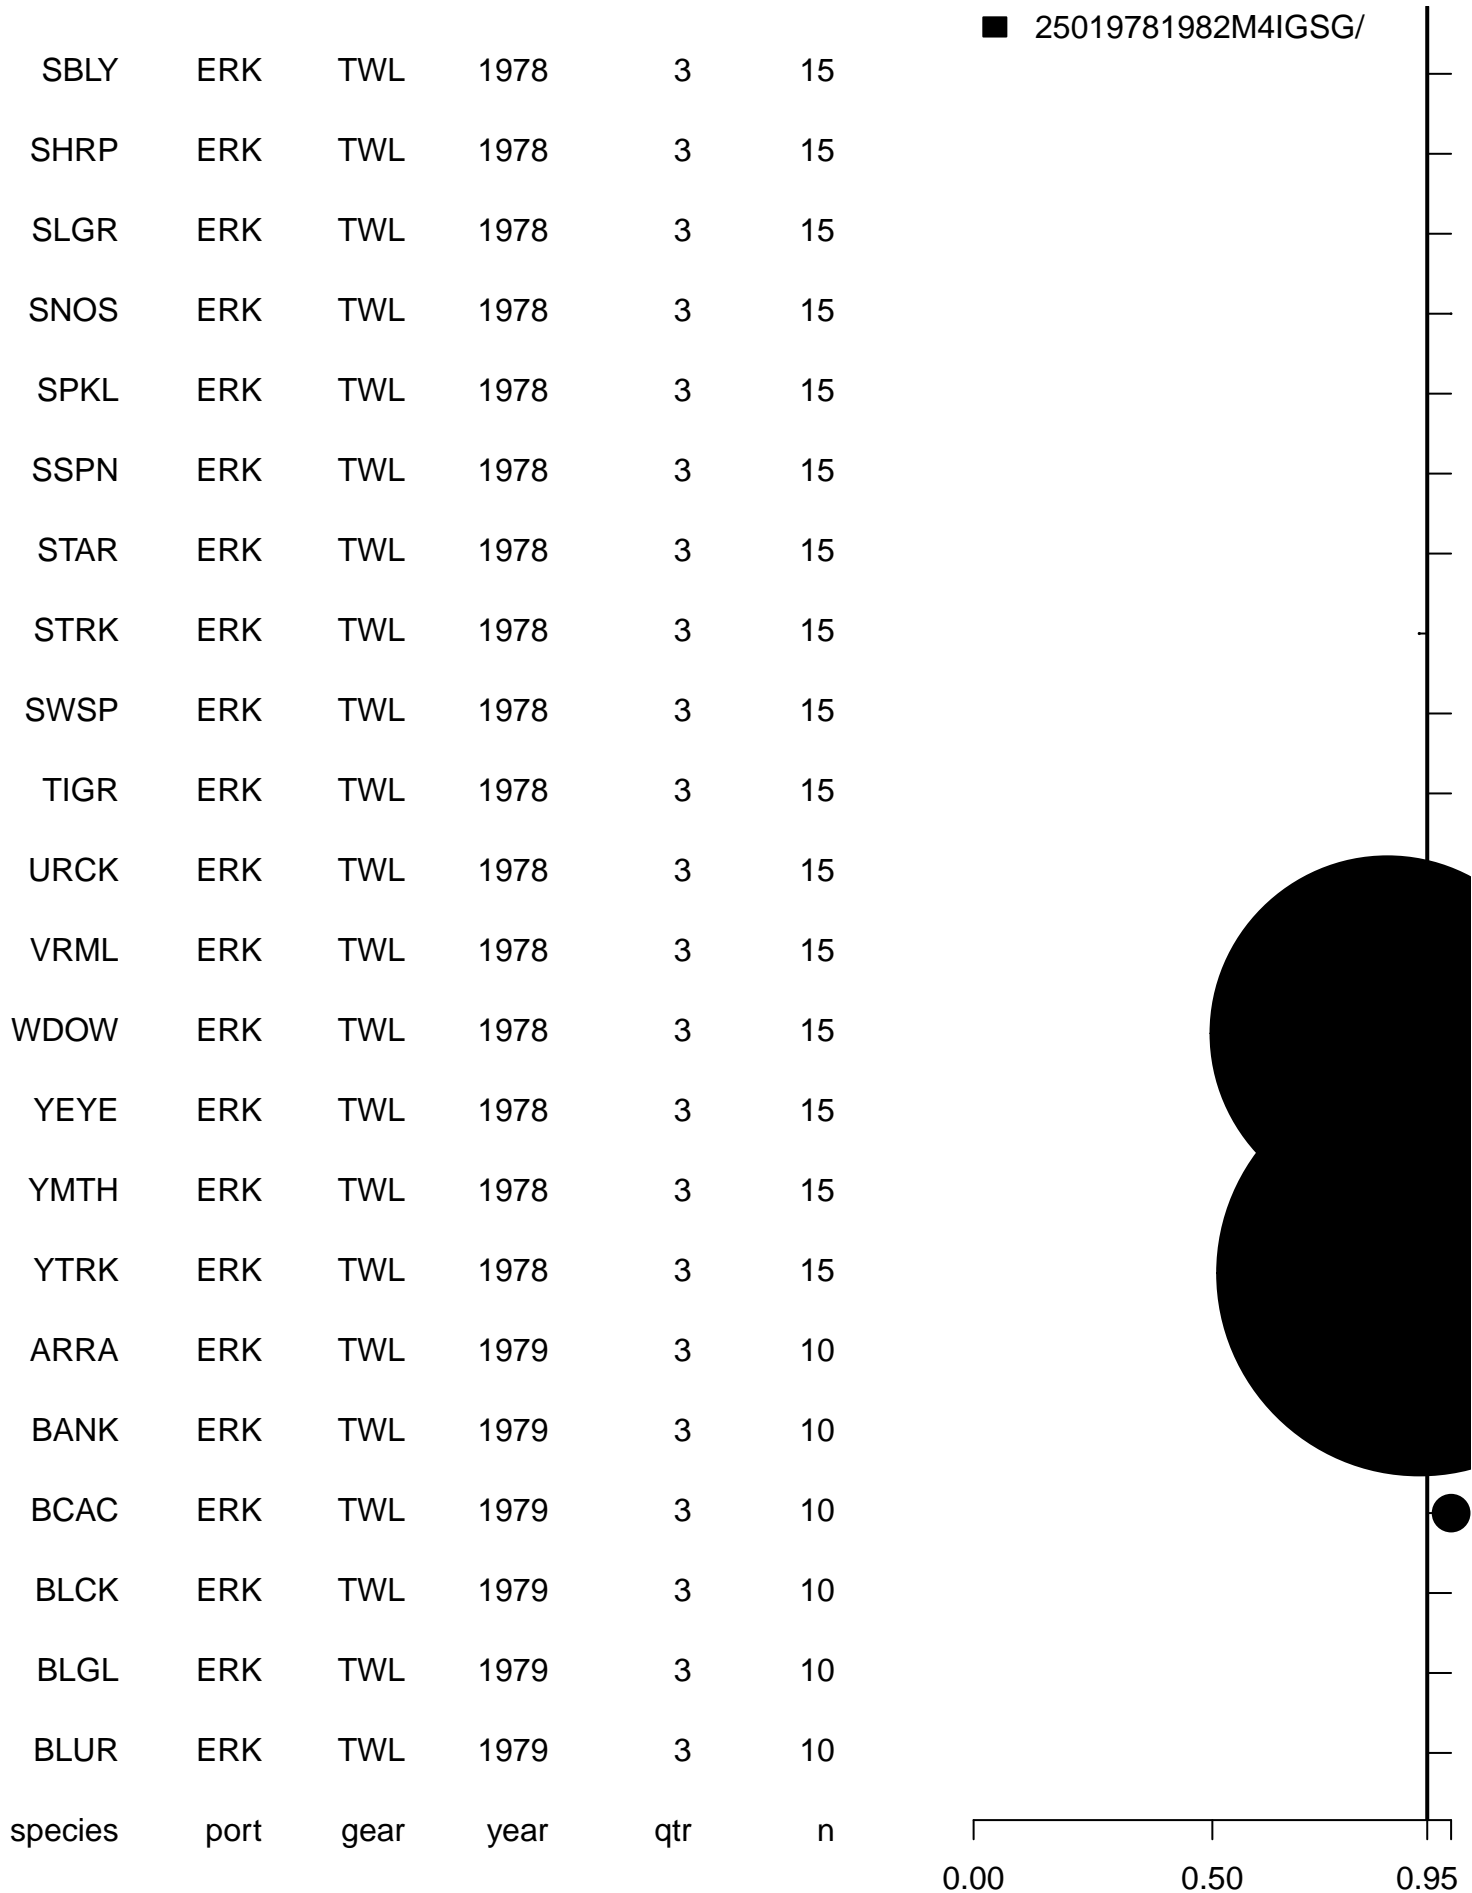 25019781982M4IGSG/
SBLY ERK TWL 1978 3 15
SHRP ERK TWL 1978 3 15
SLGR ERK TWL 1978 3 15
SNOS ERK TWL 1978 3 15
SPKL ERK TWL 1978 3 15
SSPN ERK TWL 1978 3 15
STAR ERK TWL 1978 3 15
STRK ERK TWL 1978 3 15
SWSP ERK TWL 1978 3 15
TIGR ERK TWL 1978 3 15
URCK ERK TWL 1978 3 15
VRML ERK TWL 1978 3 15
WDOW ERK TWL 1978 3 15
YEYE ERK TWL 1978 3 15
YMTH ERK TWL 1978 3 15
YTRK ERK TWL 1978 3 15
ARRA ERK TWL 1979 3 10
BANK ERK TWL 1979 3 10
BCAC ERK TWL 1979 3 10
BLCK ERK TWL 1979 3 10
BLGL ERK TWL 1979 3 10
BLUR ERK TWL 1979 3 10
species port gear year qtr n
0.00 0.50 0.95